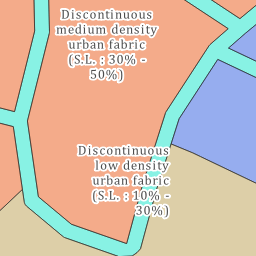 Discontinuous
medium density
urban fabric
(S.L. : 30% -
50%)
Discontinuous
low density
urban fabric
(S.L. : 10% -
30%)